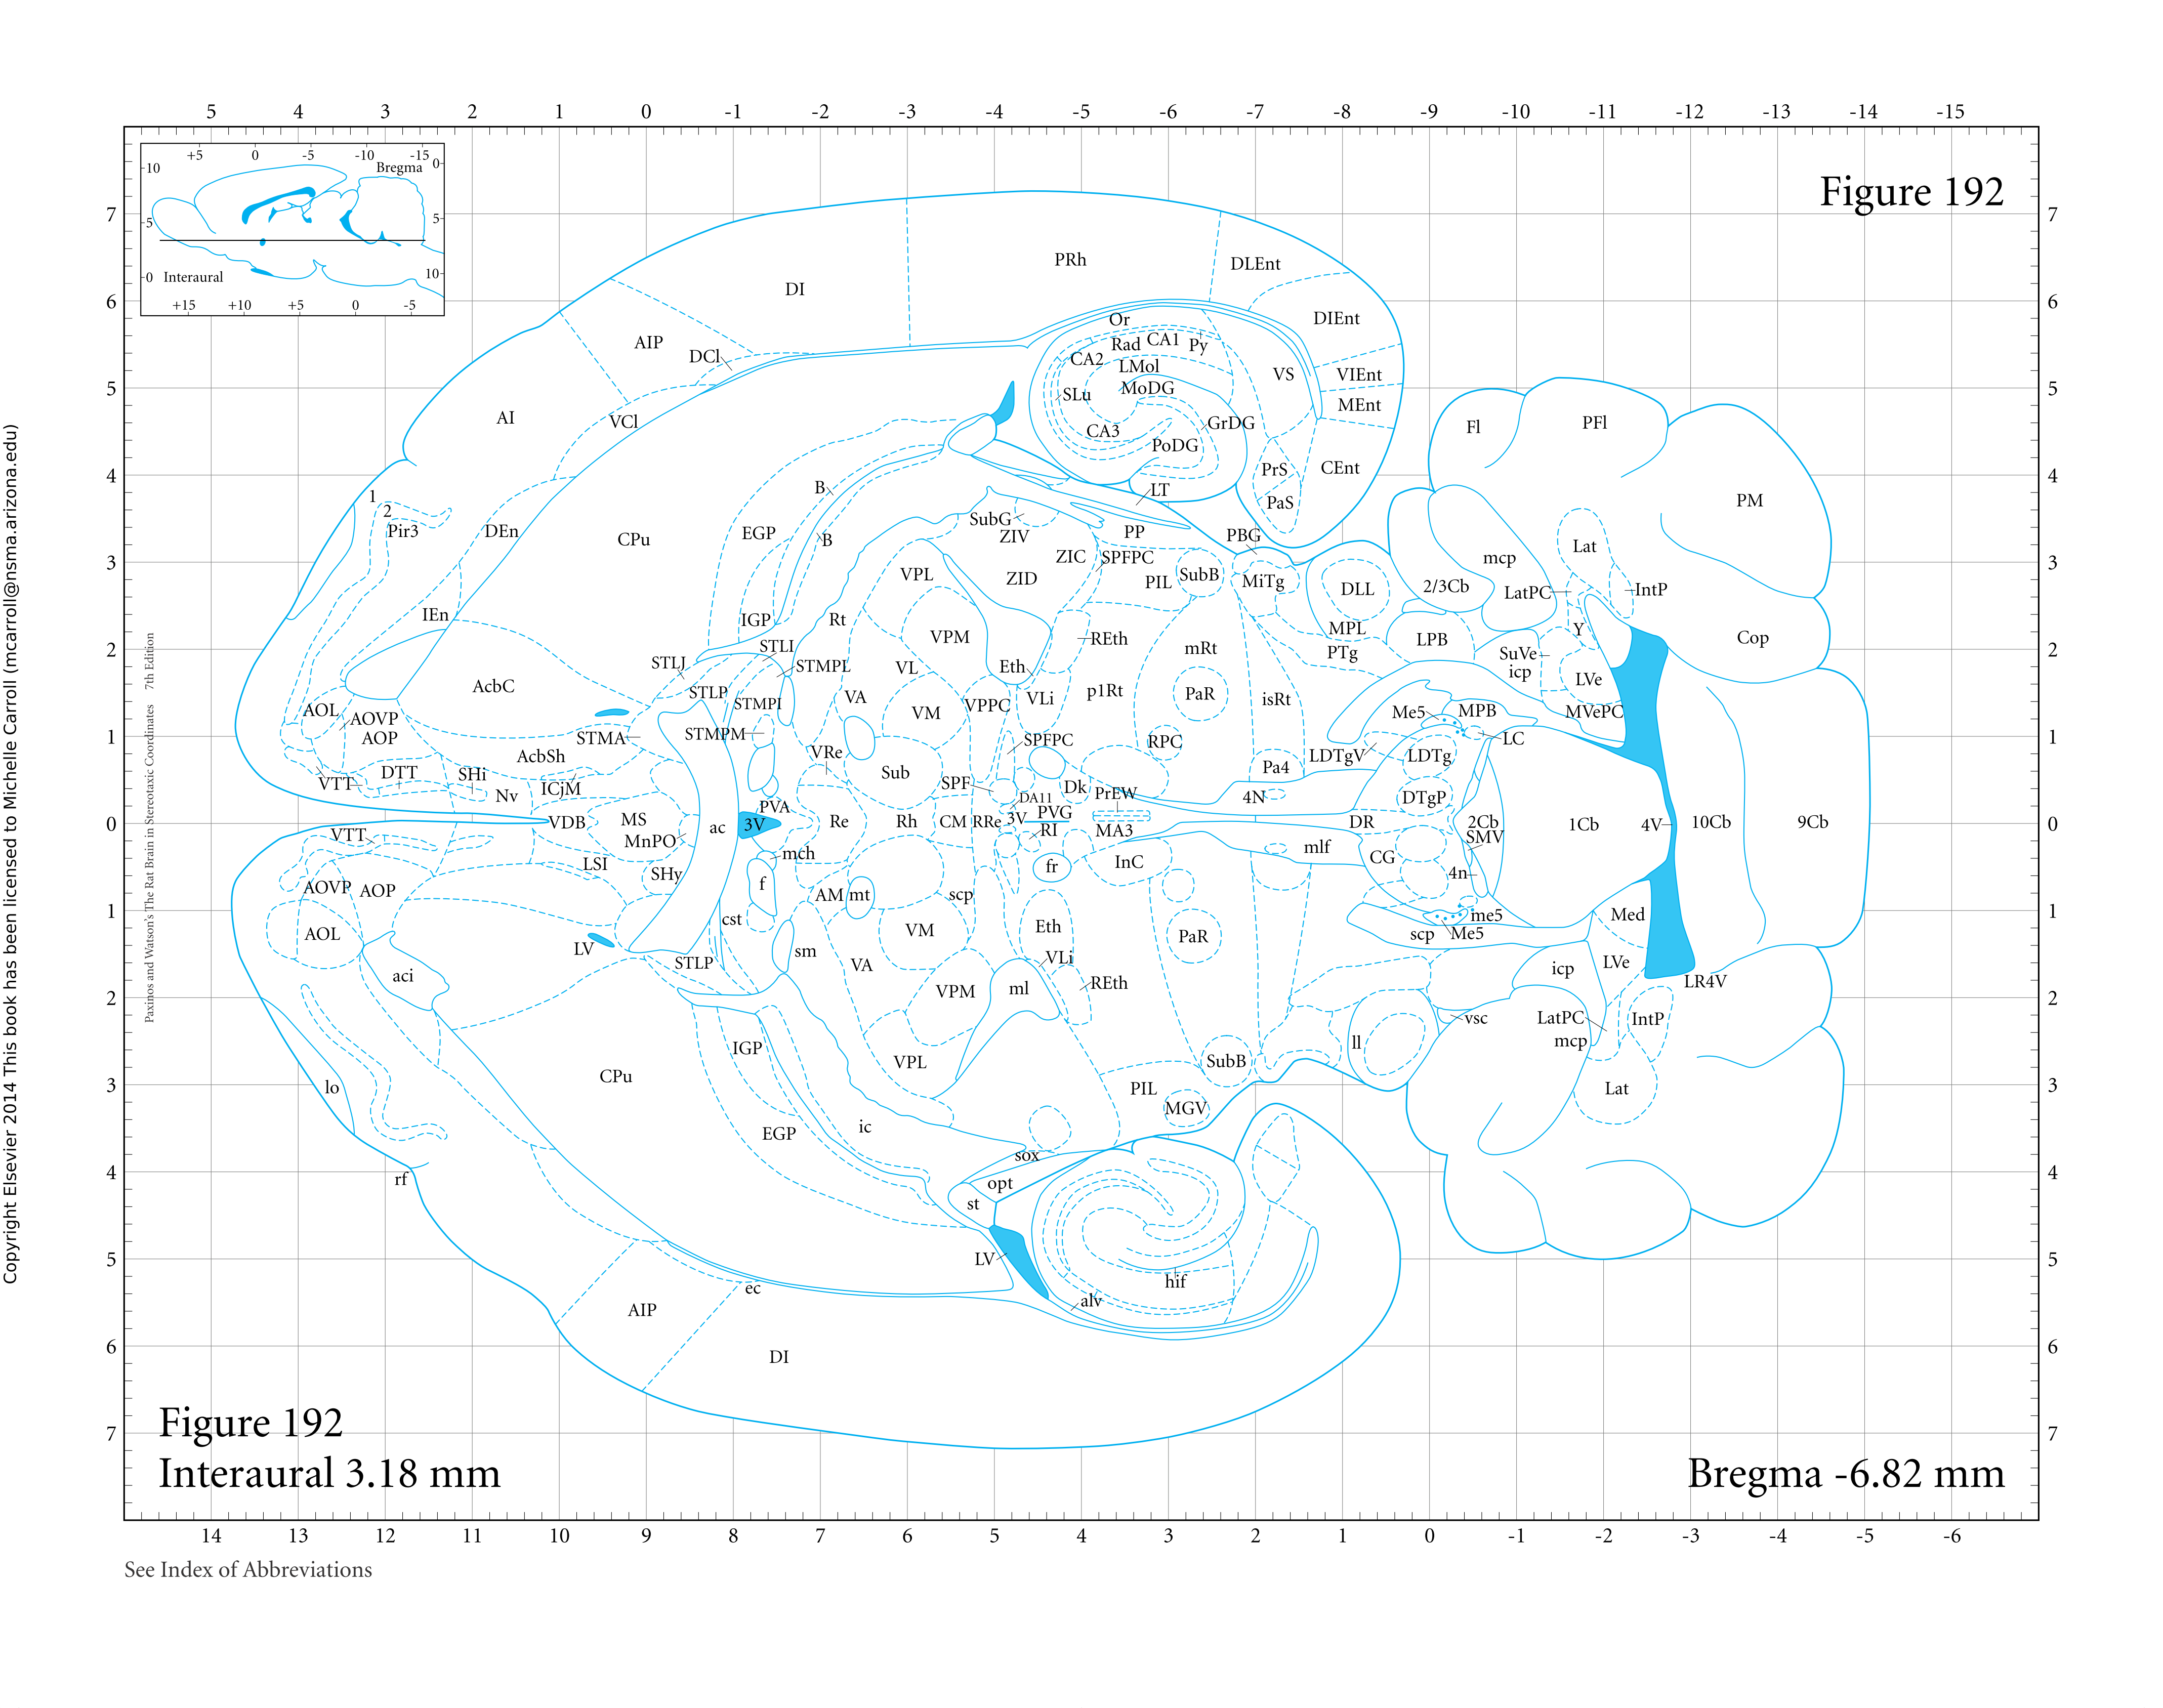 5 4 3 2 1 0 -1 -2 -3 -4 -5 -6 -7 -8 -9 -10 -11 -12 -13 -14 -15
+5 0 -5 -10 -15
Bregma
0
10
5
5
0 Interaural
10
+15 +10 +5 0 -5
Figure 192
7 7
PRh
DLEnt
DI
6 6
Or
DIEnt
AIP
Rad CA1 Py
DCl
CA2
LMol
VS
VIEnt
5 5
MoDG
SLu
MEnt
AI
VCl
GrDG
Fl
PFl
CA3
PoDG
PrS
CEnt
4 4
B
LT
1
2
PaS
PM
SubG
Pir3
DEn
CPu
EGP
B
ZIV
PP
PBG
Lat
ZIC
SPFPC
mcp
3 3
VPL
ZID
PIL
SubB
MiTg
DLL
2/3Cb
LatPC
IntP
IEn
IGP
Rt
MPL
Y
VPM
REth
LPB
Cop
STLI
mRt
PTg
SuVe
2 2
STLJ
STMPL
VL
Eth
icp
AcbC
STLP
LVe
VA
p1Rt
PaR
isRt
STMPI
VPPC
VLi
AOL
AOVP
VM
Me5
MPB
MVePC
AOP
STMA
STMPM
SPFPC
RPC
LC
1 1
AcbSh
VRe
LDTgV
LDTg
DTT
SHi
Sub
Pa4
VTT
Nv
ICjM
SPF
Dk
PrEW
4N
DTgP
PVA
DA11
PVG
0 0
VDB
MS
ac
3V
Re
Rh
CM
RRe
3V
RI
MA3
DR
2Cb
1Cb
4V
10Cb
9Cb
VTT
MnPO
SMV
mlf
mch
LSI
fr
InC
CG
SHy
4n
AOVP
AOP
f
AM
mt
scp
1 1
cst
Med
me5
AOL
VM
Eth
PaR
scp
Me5
LV
sm
STLP
VA
VLi
icp
LVe
aci
VPM
ml
REth
LR4V
2 2
vsc
LatPC
IntP
IGP
ll
mcp
VPL
SubB
CPu
3 3
lo
PIL
Lat
MGV
EGP
ic
sox
4 4
rf
opt
st
5 5
LV
hif
ec
alv
AIP
6 6
DI
7 7
Figure 192
Interaural 3.18 mm
Bregma -6.82 mm
14 13 12 11 10 9 8 7 6 5 4 3 2 1 0 -1 -2 -3 -4 -5 -6
See Index of Abbreviations
Paxinos and Watson's The Rat Brain in Stereotaxic Coordinates 7th Edition
Copyright Elsevier 2014 This book has been licensed to Michelle Carroll (mcarroll@nsma.arizona.edu)